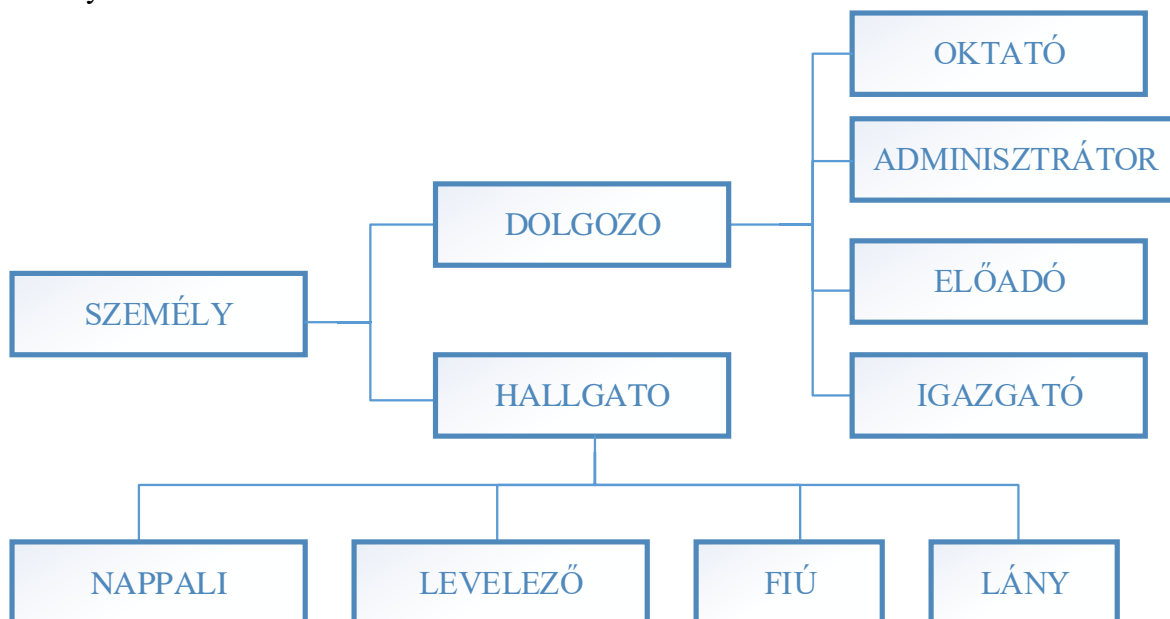 OKTATÓ
ADMINISZTRÁTOR
DOLGOZO
ELŐADÓ
SZEMÉLY
HALLGATO
IGAZGATÓ
NAPPALI
LEVELEZŐ
FIÚ
LÁNY